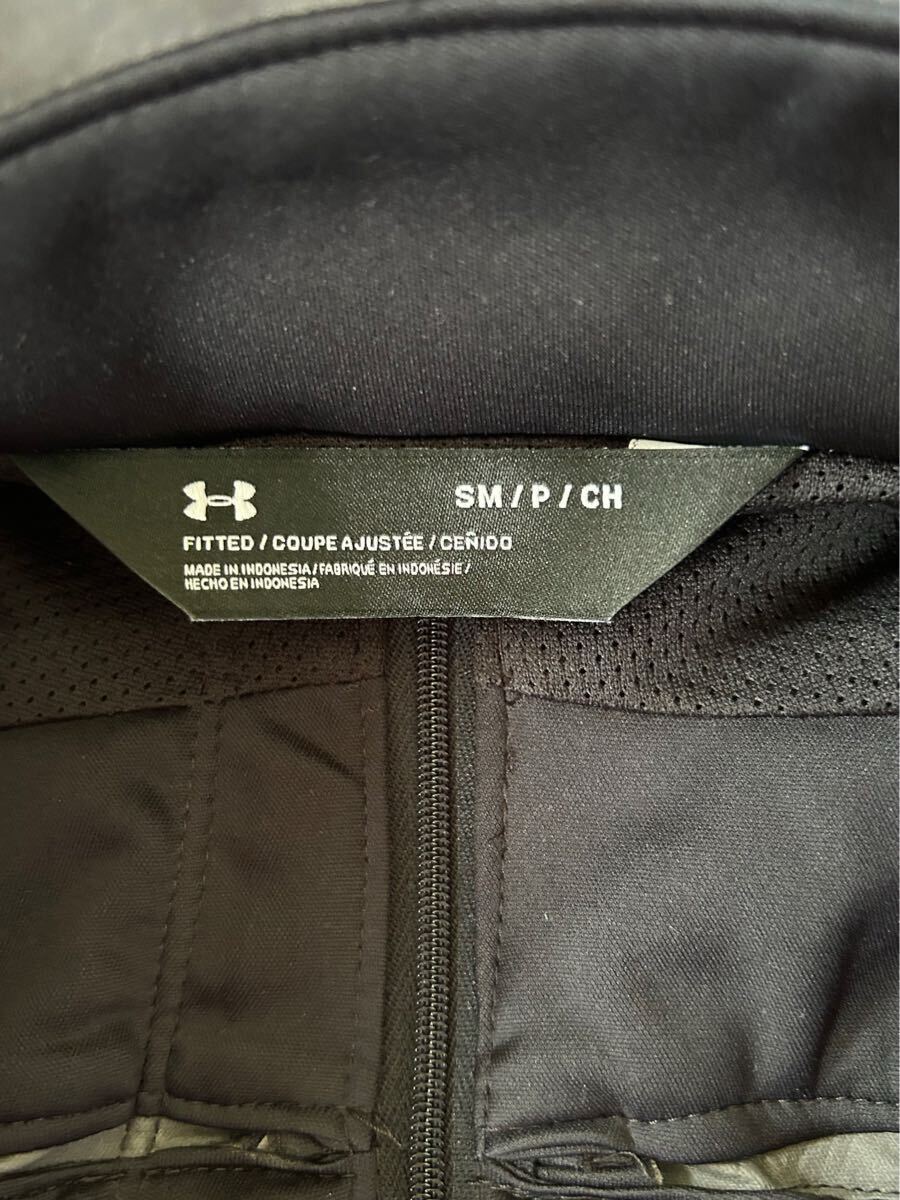 SM / P / CH
FITTED / COUPE AJUSTÉE / CEÑIDO
MADE IN INDONESIA / FABRIQUÉ EN INDONÉSIE /
HECHO EN INDONESIA